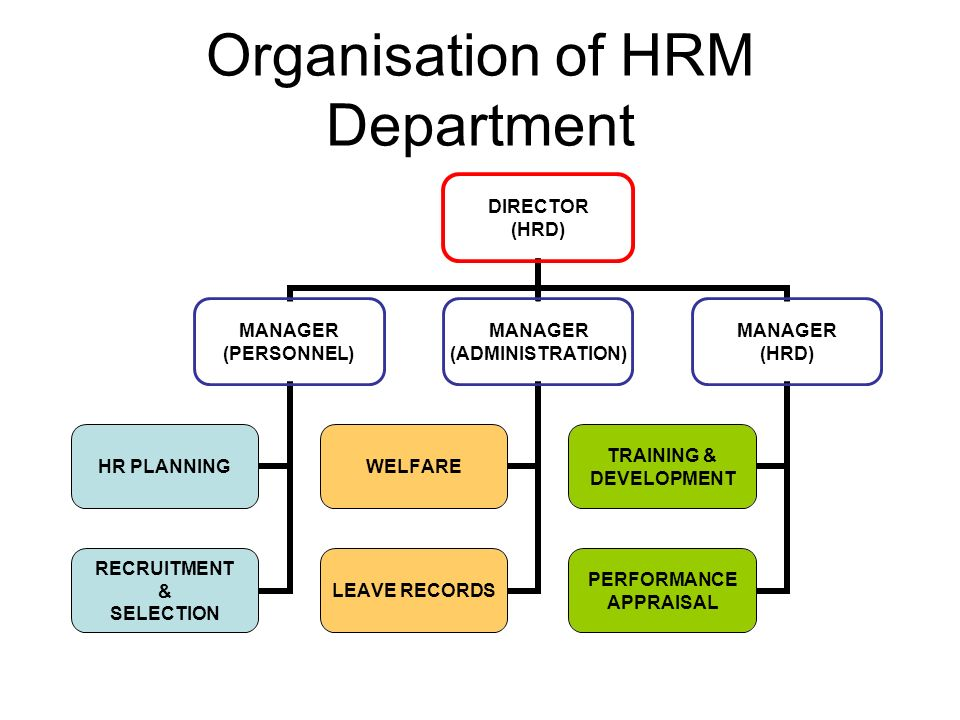 Organisation of HRM
Department
DIRECTOR
(HRD)
MANAGER
(PERSONNEL)
MANAGER
(ADMINISTRATION)
MANAGER
(HRD)
HR PLANNING
WELFARE
TRAINING &
DEVELOPMENT
RECRUITMENT
&
SELECTION
LEAVE RECORDS
PERFORMANCE
APPRAISAL